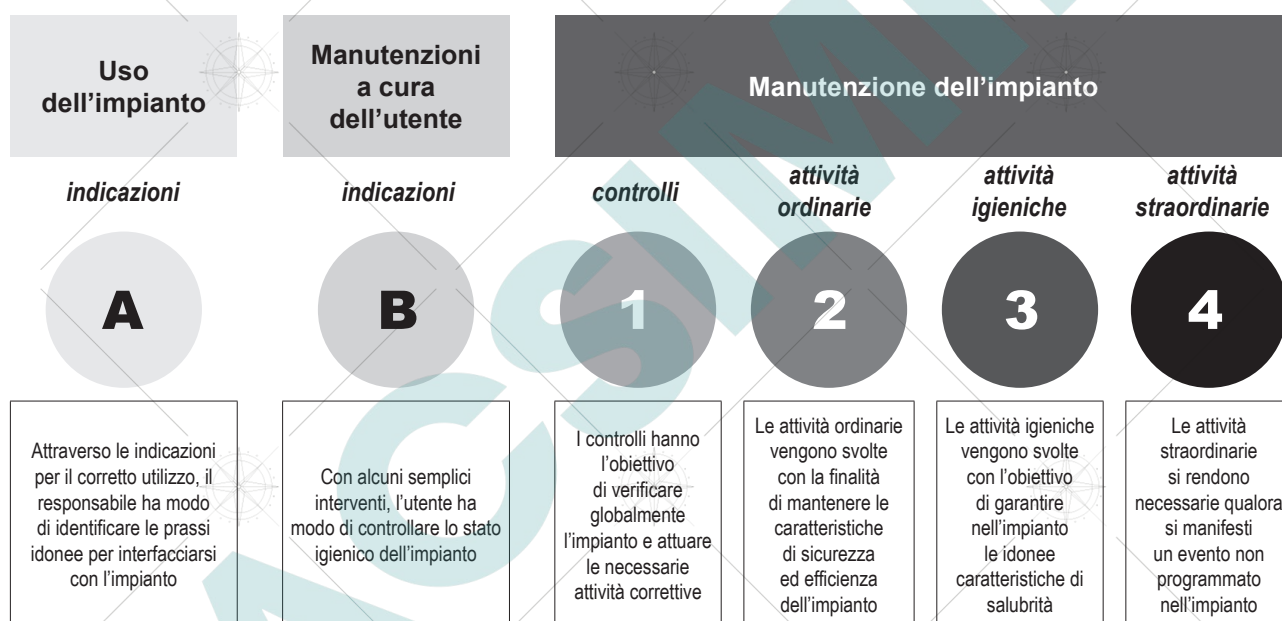 Uso
dell'impianto
Manutenzioni
a cura
dell'utente
Manutenzione dell'impianto
indicazioni
indicazioni
controlli
attività
ordinarie
attività
igieniche
attività
straordinarie
A
B
1
2
3
4
Attraverso le indicazioni
per il corretto utilizzo, il
responsabile ha modo
di identificare le prassi
idonee per interfacciarsi
con l'impianto
Con alcuni semplici
interventi, l'utente ha
modo di controllare lo stato
igienico dell'impianto
I controlli hanno
l'obiettivo
di verificare
globalmente
l'impianto e attuare
le necessarie
attività correttive
Le attività ordinarie
vengono svolte
con la finalità
di mantenere le
caratteristiche
di sicurezza
ed efficienza
dell'impianto
Le attività igieniche
vengono svolte
con l'obiettivo
di garantire
nell'impianto
le idonee
caratteristiche di
salubrità
Le attività
straordinarie
si rendono
necessarie qualora
si manifesti
un evento non
programmato
nell'impianto